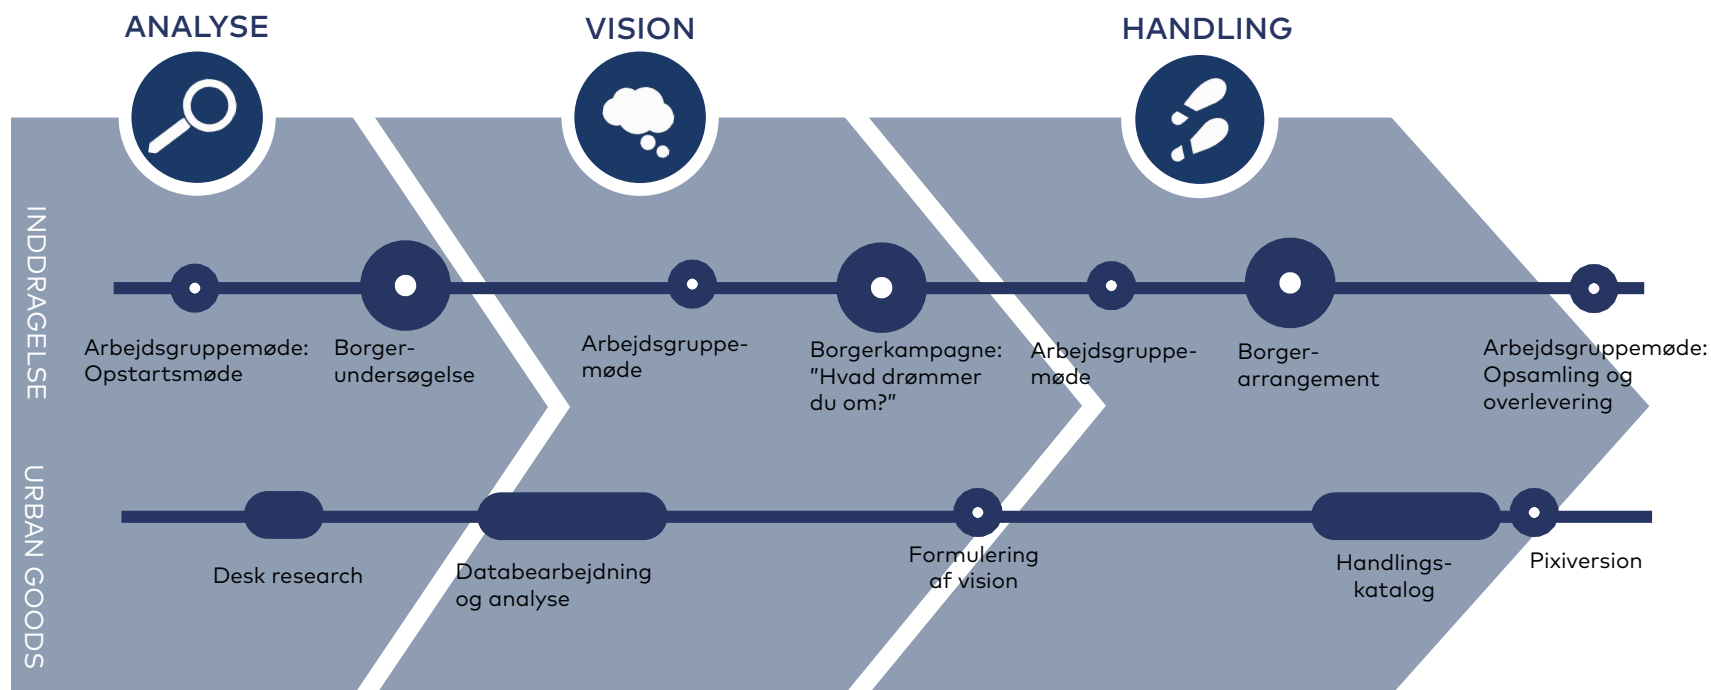 ANALYSE
VISION
HANDLING
INDDRAGELSE
Arbejdsgruppemøde:
Opstartsmøde
Borger-
undersøgelse
Arbejdsgruppe-
møde
Borgerkampagne:
"Hvad drømmer
du om?"
Arbejdsgruppe-
møde
Borger-
arrangement
Arbejdsgruppemøde:
Opsamling og
overlevering
URBAN GOODS
Desk research
Databearbejdning
og analyse
Formulering
af vision
Handlings-
katalog
Pixiversion